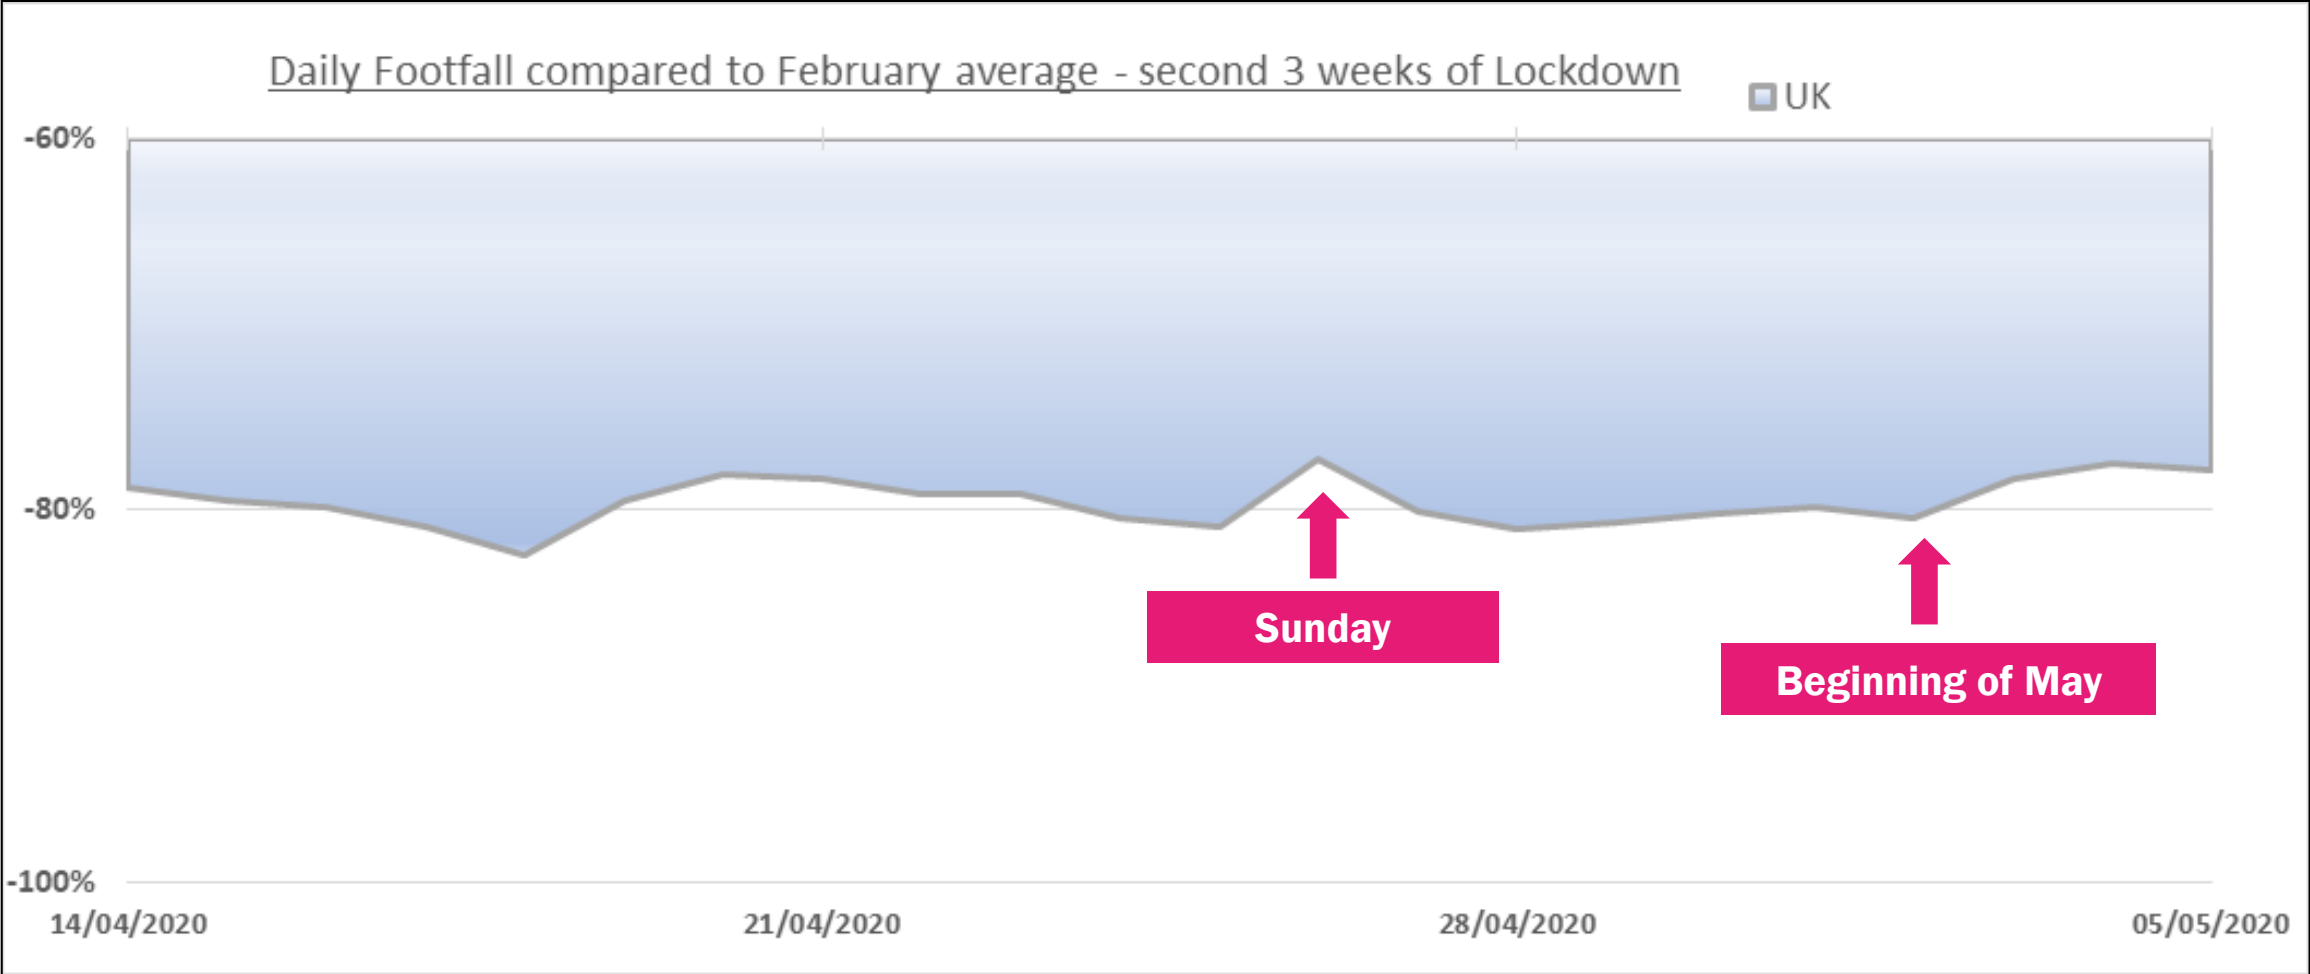 Daily Footfall compared to February average - second 3 weeks of Lockdown
UK
-60%
-80%
Sunday
Beginning of May
-100%
14/04/2020
21/04/2020
28/04/2020
05/05/2020